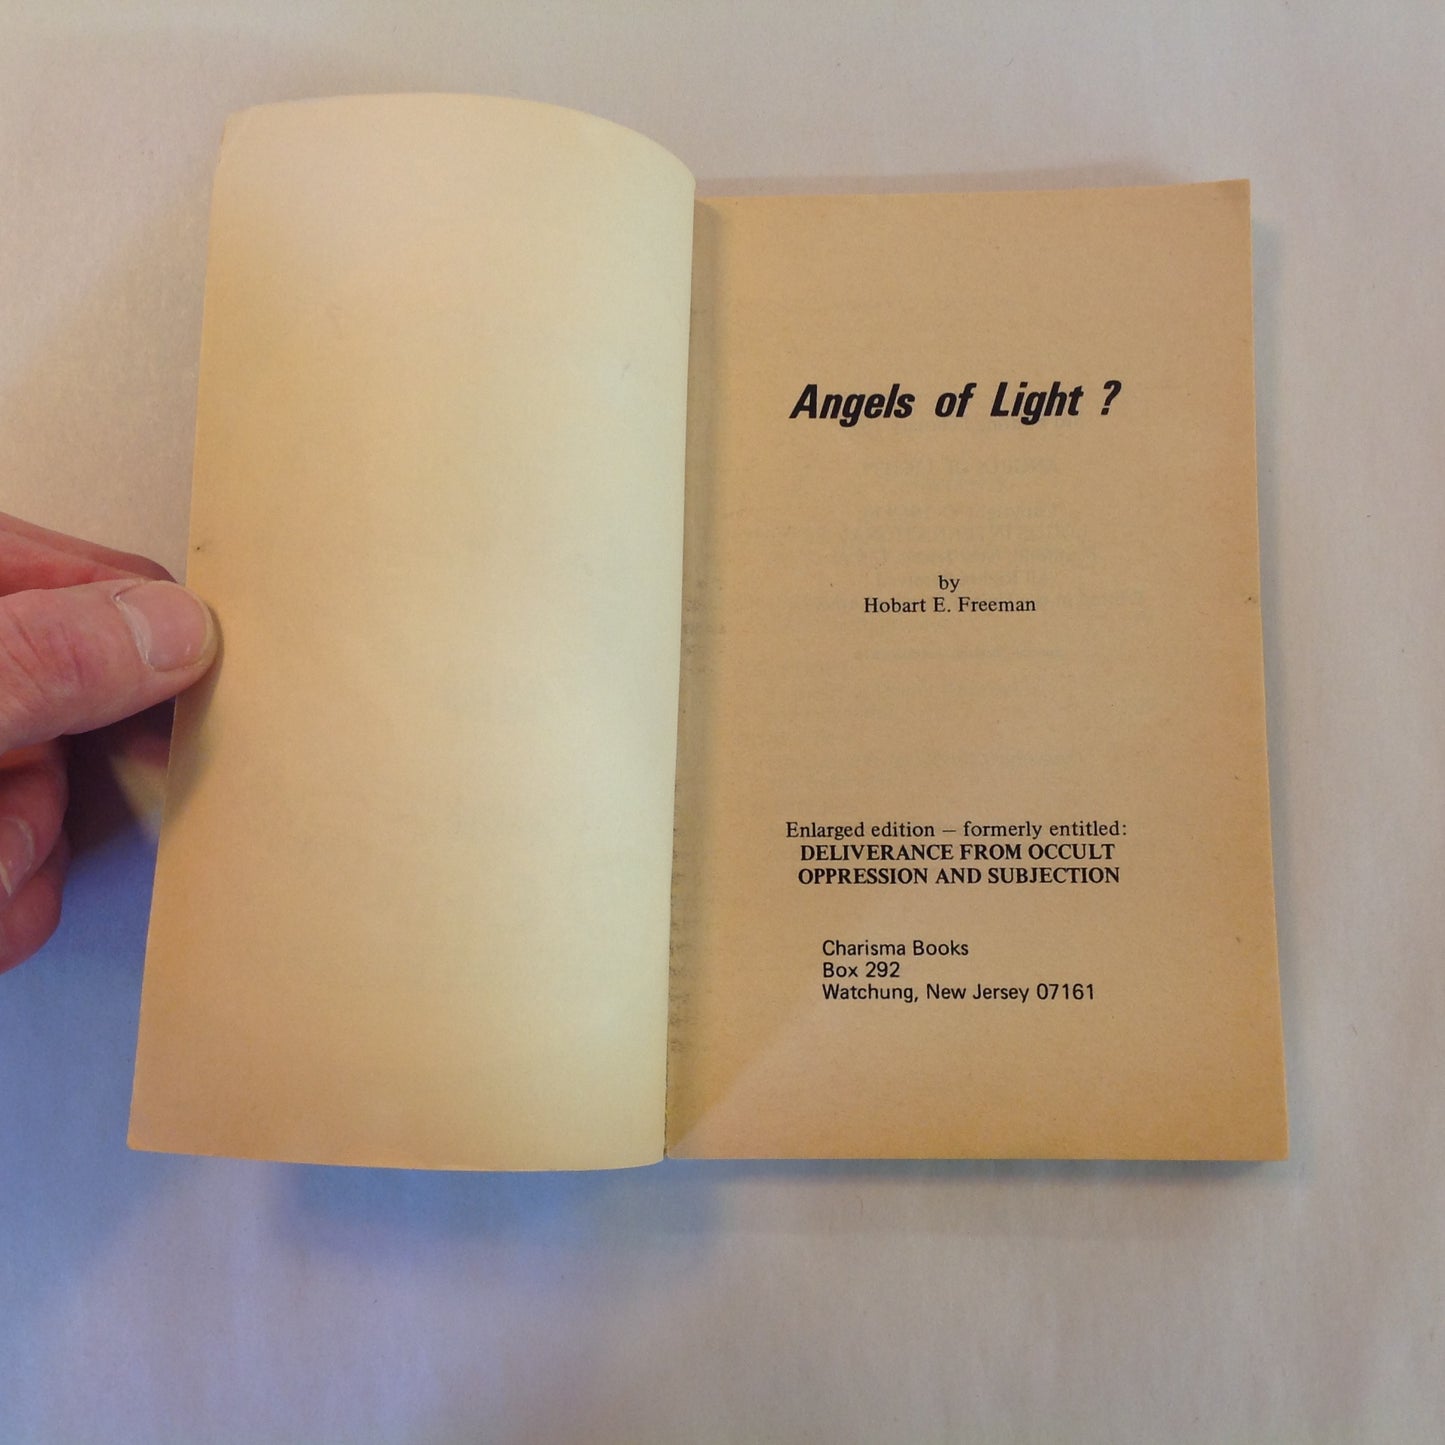 Angels of Light ?
by
Hobart E. Freeman
Enlarged edition — formerly entitled:
DELIVERANCE FROM OCCULT
OPPRESSION AND SUBJECTION
Charisma Books
Box 292
Watchung, New Jersey 07161